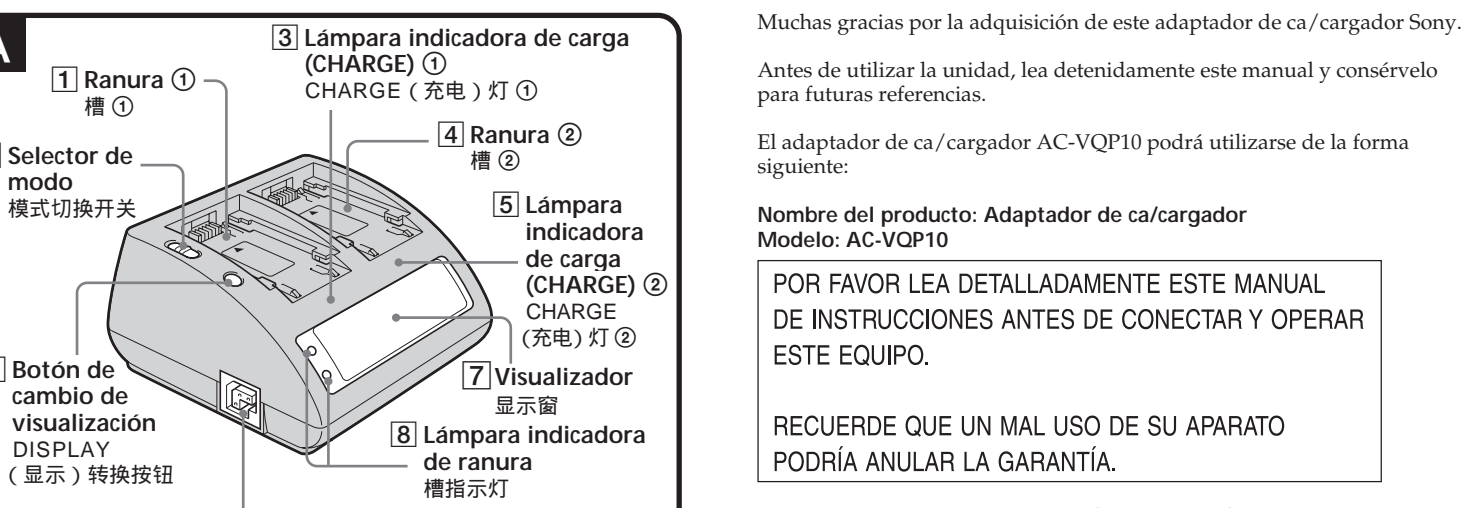 A
3 Lámpara indicadora de carga
(CHARGE) ①
CHARGE（充电）灯 ①
1 Ranura ①
槽 ①
4 Ranura ②
槽 ②
Selector de
modo
模式切换开关
5 Lámpara
indicadora
de carga
(CHARGE) ②
CHARGE
(充电) 灯 ②
Botón de
cambio de
visualización
DISPLAY
（显示）转换按钮
7 Visualizador
显示窗
8 Lámpara indicadora
de ranura
槽指示灯
Muchas gracias por la adquisición de este adaptador de ca/cargador Sony.
Antes de utilizar la unidad, lea detenidamente este manual y consérvelo
para futuras referencias.
El adaptador de ca/cargador AC-VQP10 podrá utilizarse de la forma
siguiente:
Nombre del producto: Adaptador de ca/cargador
Modelo: AC-VQP10
POR FAVOR LEA DETALLADAMENTE ESTE MANUAL
DE INSTRUCCIONES ANTES DE CONECTAR Y OPERAR
ESTE EQUIPO.
RECUERDE QUE UN MAL USO DE SU APARATO
PODRÍA ANULAR LA GARANTÍA.